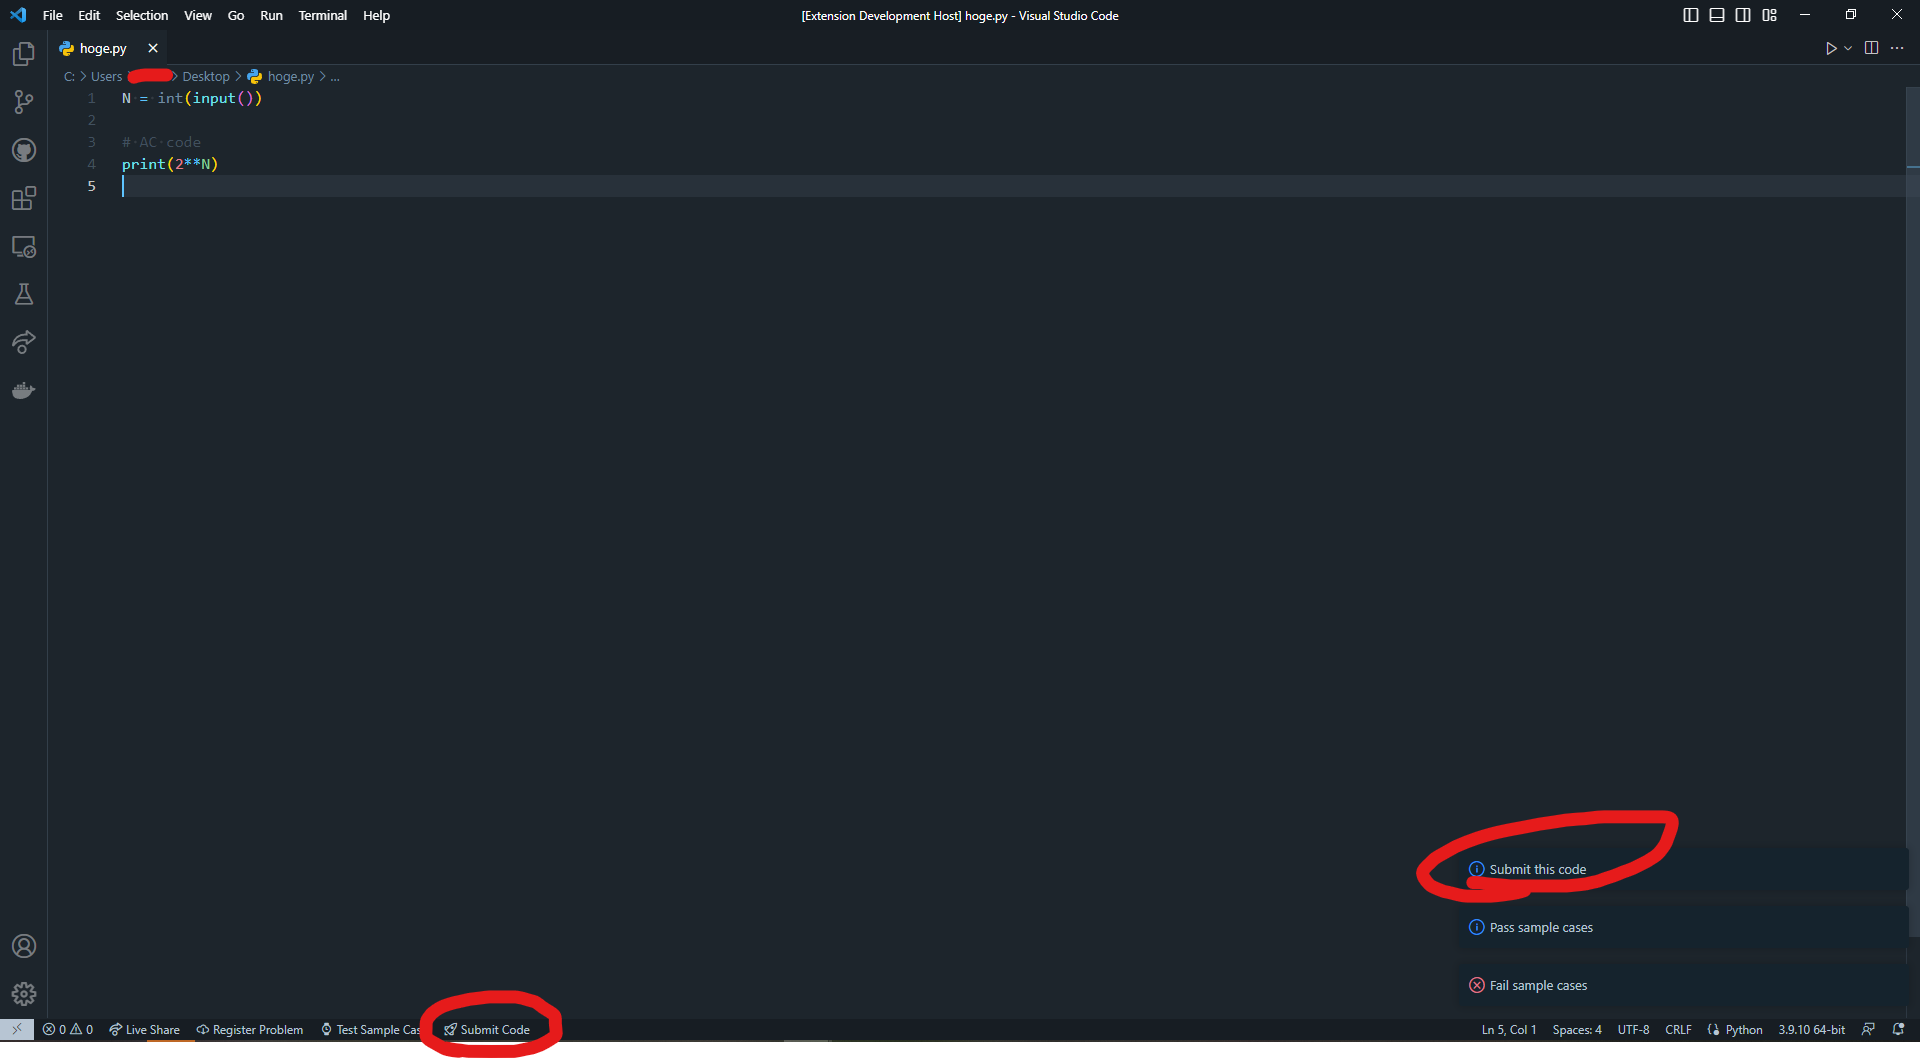 File Edit Selection View Go Run Terminal Help
[Extension Development Host] hoge.py - Visual Studio Code
hoge.py
C: > Users > Desktop > hoge.py > ...
1 N = int(input())
2
3 # AC code
4 print(2**N)
5
Submit this code
Pass sample cases
Fail sample cases
0 0 Live Share Register Problem Test Sample Submit Code
Ln 5, Col 1 Spaces: 4 UTF-8 CRLF Python 3.9.10 64-bit